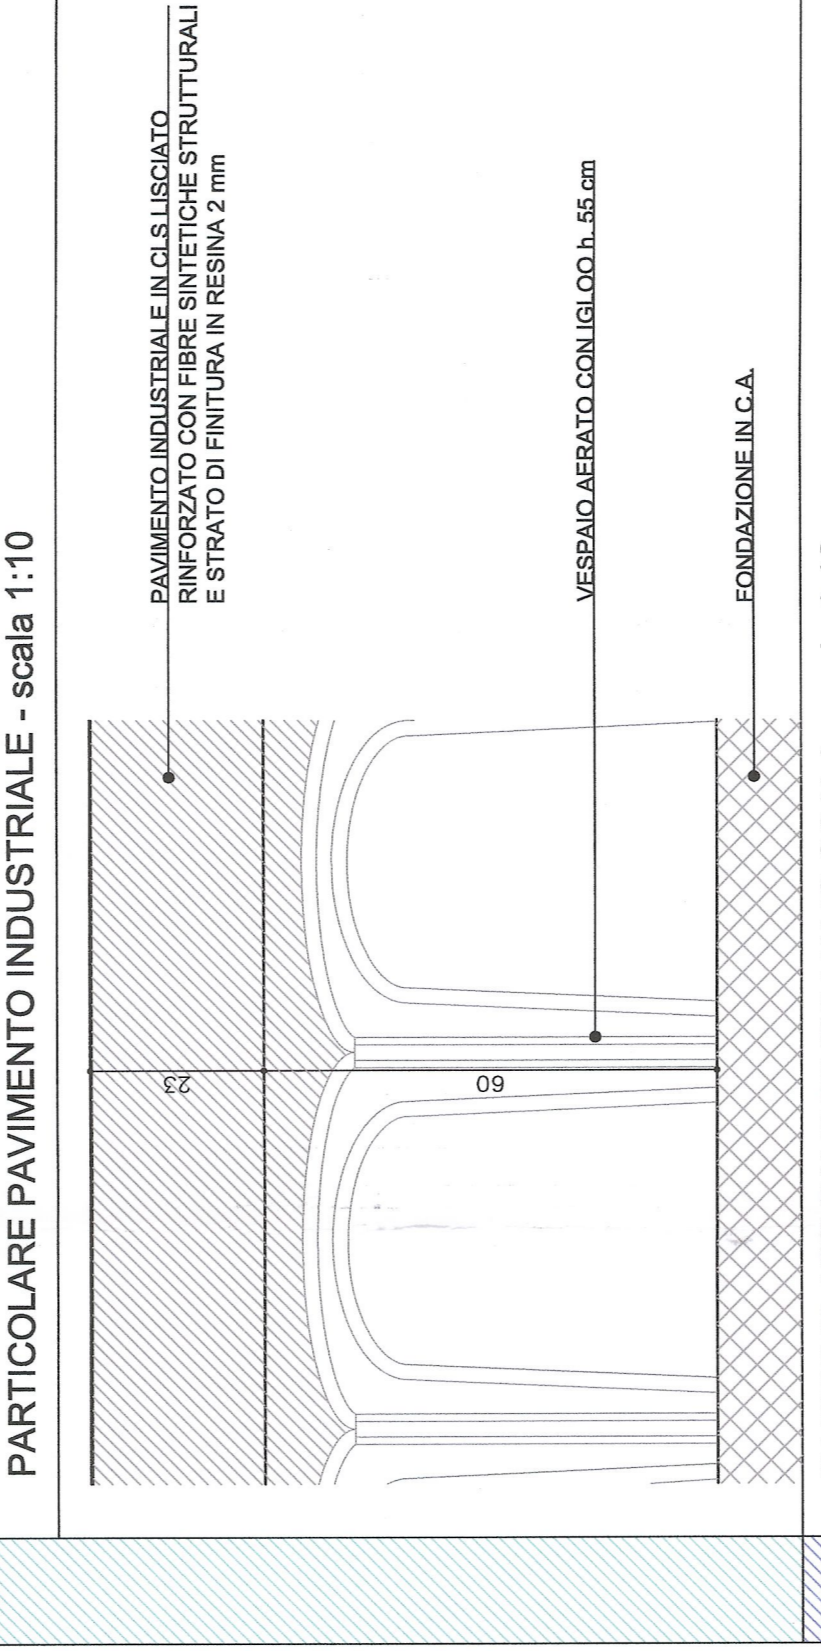 PARTICOLARE PAVIMENTO INDUSTRIALE - scala 1:10
PAVIMENTO INDUSTRIALE IN CLS LISCIATO
RINFORZATO CON FIBRE SINTETICHE STRUTTURALI
E STRATO DI FINITURA IN RESINA 2 mm
23
60
VESPAIO AERATO CON IGLOO h. 55 cm
FONDAZIONE IN C.A.